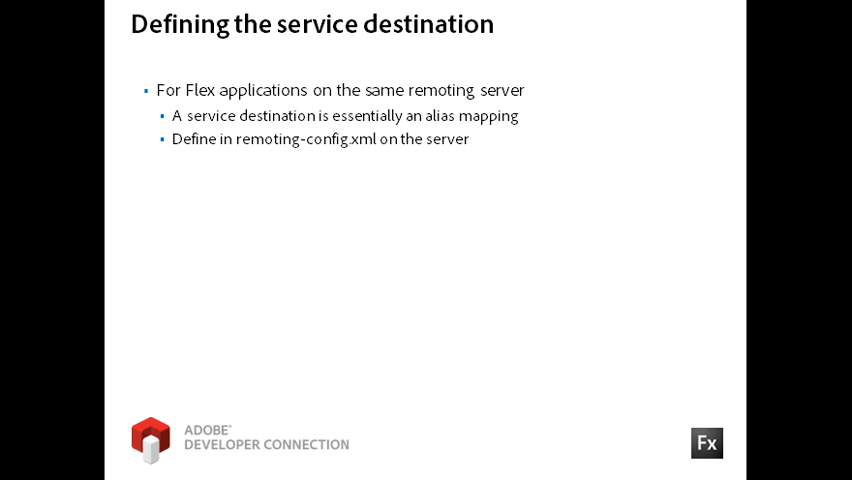 Defining the service destination
For Flex applications on the same remoting server
A service destination is essentially an alias mapping
Define in remoting-config.xml on the server
ADOBE®
DEVELOPER CONNECTION
Fx